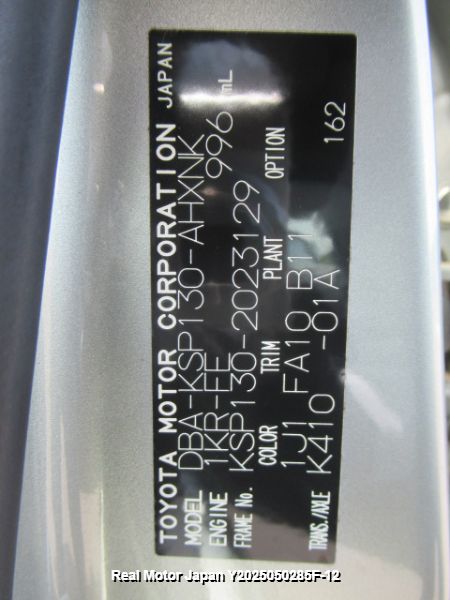 TOYOTA MOTOR CORPORATION JAPAN
MODEL DBA-KSP130-AHXNK
ENGINE 1KR-FE 996 mL
FRAME No. KSP130-2023129
COLOR TRIM PLANT OPTION
1J1 FA10 B11
TRANS./AXLE K410 -01A 162
Real Motor Japan Y2025050285F-12